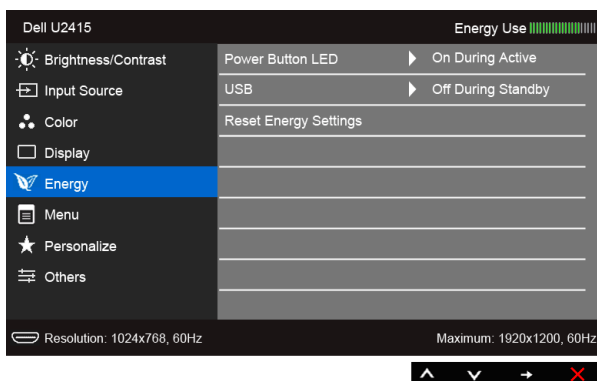 Dell U2415 Energy Use
Brightness/Contrast Power Button LED On During Active
Input Source USB Off During Standby
Color Reset Energy Settings
Display
Energy
Menu
Personalize
Others
Resolution: 1024x768, 60Hz Maximum: 1920x1200, 60Hz